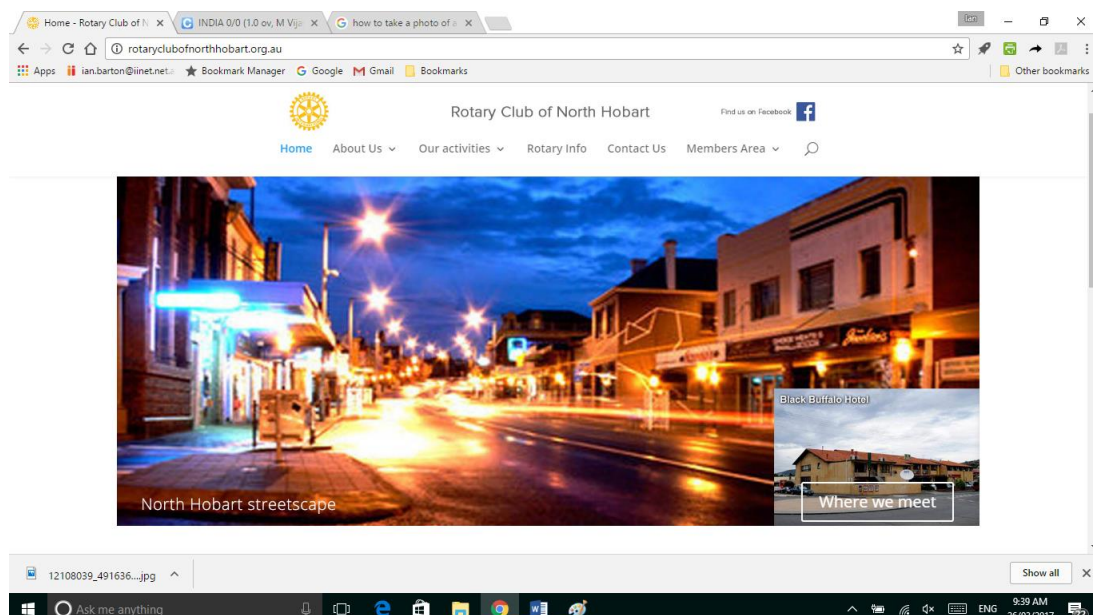 Home - Rotary Club of N
INDIA 0/0 (1.0 ov, M Vija
how to take a photo of a
Ian
rotaryclubofnorthhobart.org.au
Apps ian.barton@iinet.net.a Bookmark Manager Google Gmail Bookmarks Other bookmarks
Rotary Club of North Hobart
Find us on Facebook
Home About Us Our activities Rotary Info Contact Us Members Area
Black Buffalo Hotel
North Hobart streetscape
Where we meet
12108039_491636....jpg
Show all
Ask me anything
ENG
9:39 AM
26/03/2017